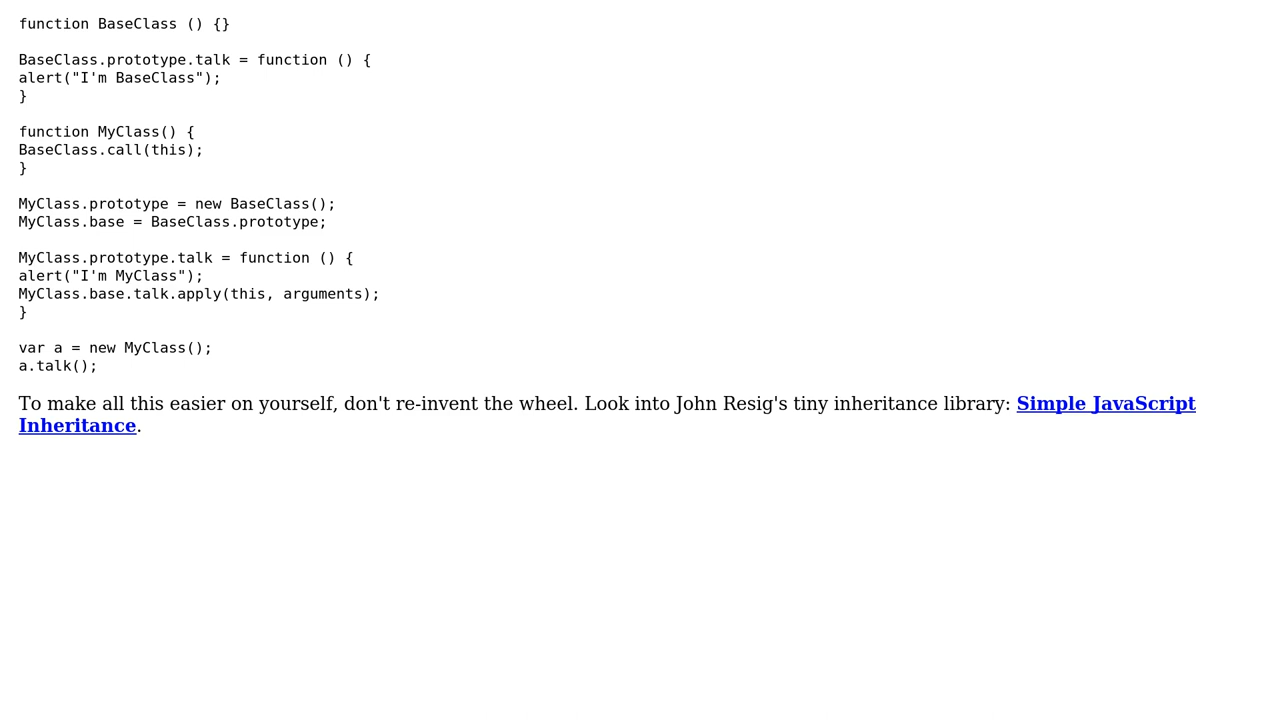 function BaseClass () {}

BaseClass.prototype.talk = function () {
alert("I'm BaseClass");
}

function MyClass() {
BaseClass.call(this);
}

MyClass.prototype = new BaseClass();
MyClass.base = BaseClass.prototype;

MyClass.prototype.talk = function () {
alert("I'm MyClass");
MyClass.base.talk.apply(this, arguments);
}

var a = new MyClass();
a.talk();

To make all this easier on yourself, don't re-invent the wheel. Look into John Resig's tiny inheritance library: Simple JavaScript
Inheritance.